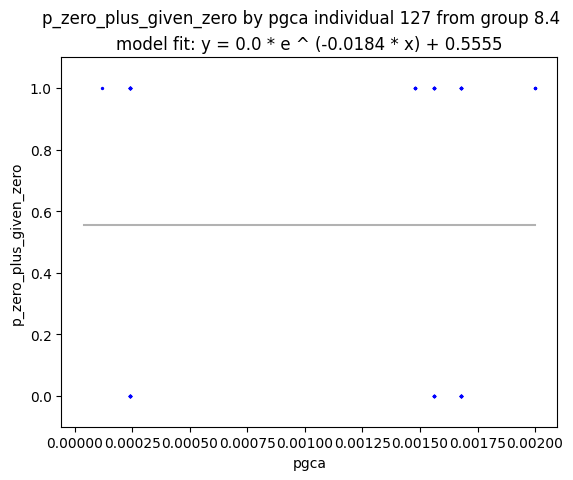 p_zero_plus_given_zero by pgca individual 127 from group 8.4
model fit: y = 0.0 * e ^ (-0.0184 * x) + 0.5555
p_zero_plus_given_zero
1.0
0.8
0.6
0.4
0.2
0.0
0.00000 0.00025 0.00050 0.00075 0.00100 0.00125 0.00150 0.00175 0.00200
pgca